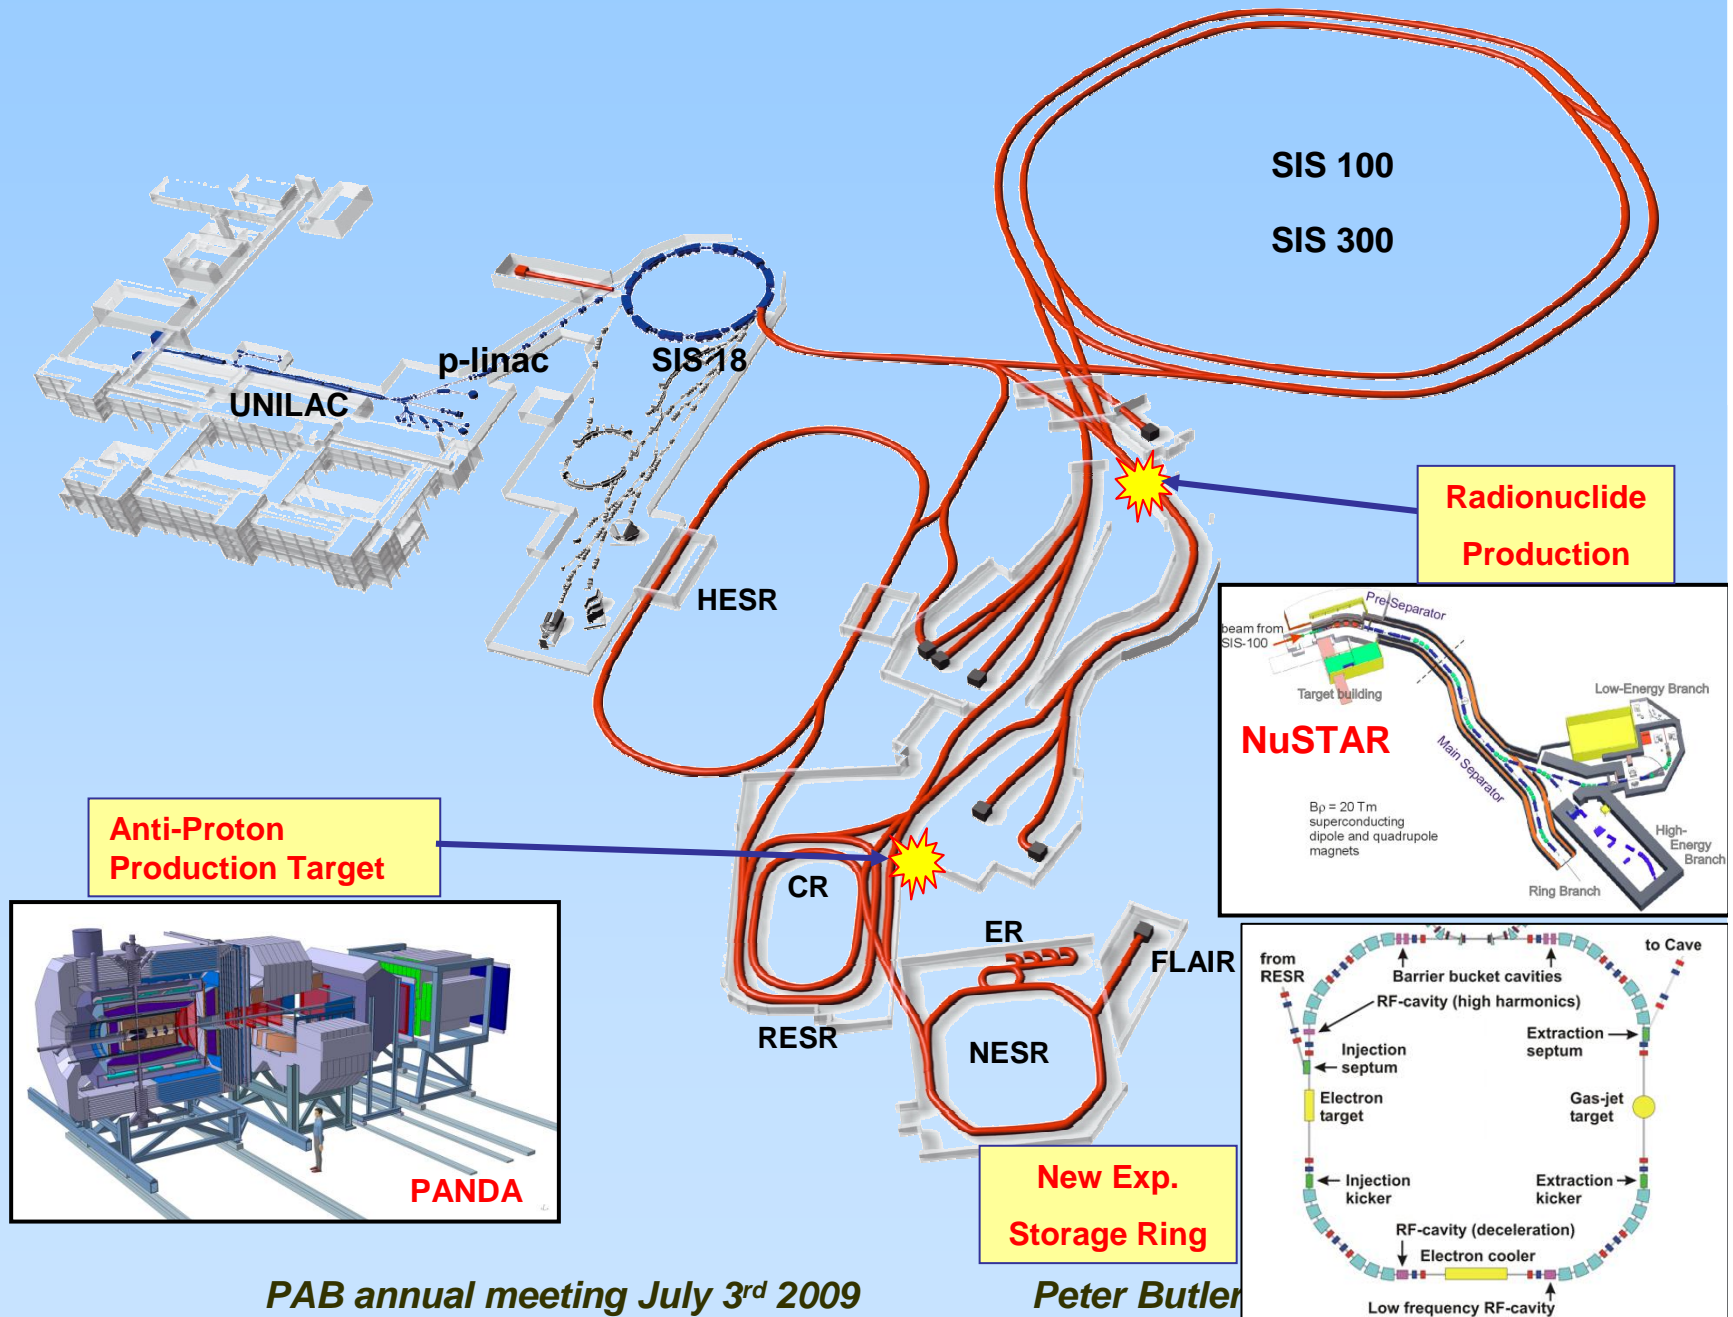 SIS 100
SIS 300
p-linac
SIS 18
UNILAC
HESR
Radionuclide
Production
Pre-Separator
beam from
SIS-100
Target building
Low-Energy Branch
NuSTAR
Main Separator
Bρ = 20 Tm
superconducting
dipole and quadrupole
magnets
High-
Energy
Branch
Ring Branch
Anti-Proton
Production Target
CR
ER
FLAIR
RESR
NESR
PANDA
New Exp.
Storage Ring
from
RESR
to Cave
Barrier bucket cavities
RF-cavity (high harmonics)
Extraction
septum
Injection
septum
Electron
target
Gas-jet
target
Injection
kicker
Extraction
kicker
RF-cavity (deceleration)
Electron cooler
Low frequency RF-cavity
PAB annual meeting July 3rd 2009
Peter Butler